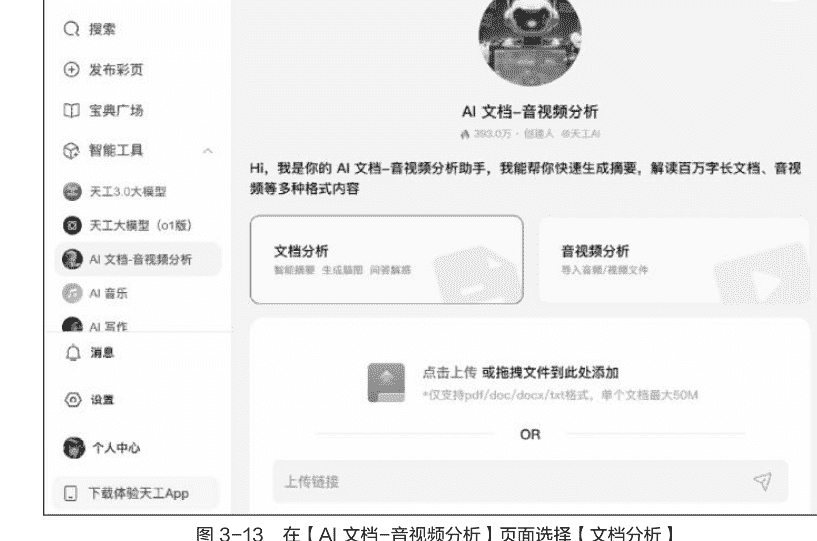 搜索
发布彩页
宝典广场
智能工具
天工3.0大模型
天工大模型（o1版）
AI 文档-音视频分析
AI 音乐
AI 写作
消息
设置
个人中心
下载体验天工App
AI 文档-音视频分析
393.0万 · 创建人 @天工AI
Hi，我是你的 AI 文档-音视频分析助手，我能帮你快速生成摘要，解读百万字长文档、音视
频等多种格式内容
文档分析
智能摘要 生成脑图 问答解惑
音视频分析
导入音频/视频文件
点击上传 或拖拽文件到此处添加
*仅支持pdf/doc/docx/txt格式，单个文档最大50M
OR
上传链接
图 3-13 在【AI 文档-音视频分析】页面选择【文档分析】